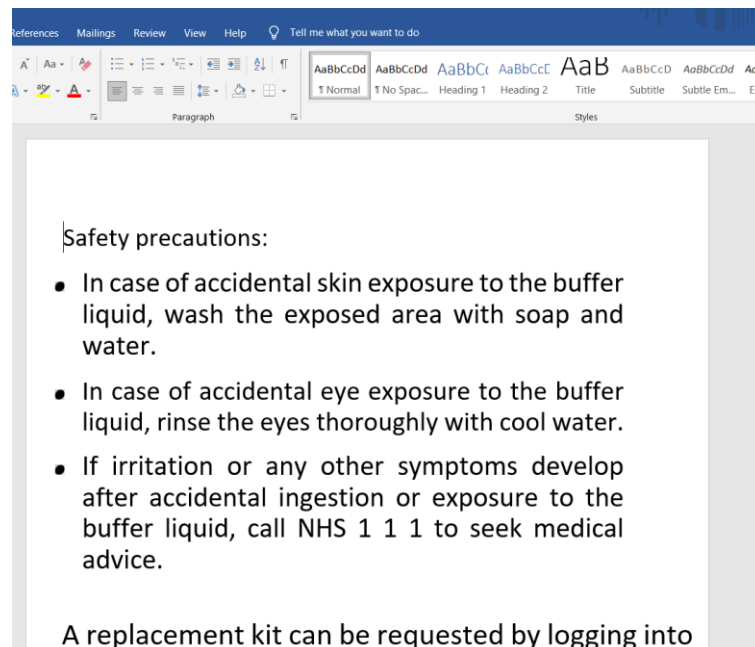 References Mailings Review View Help Tell me what you want to do
Aa
AaBbCcDd AaBbCcDd AaBbCc AaBbCcE AaB AaBbCcD AaBbCcDd
¶ Normal ¶ No Spac... Heading 1 Heading 2 Title Subtitle Subtle Em...
Paragraph Styles
Safety precautions:
• In case of accidental skin exposure to the buffer
liquid, wash the exposed area with soap and
water.
• In case of accidental eye exposure to the buffer
liquid, rinse the eyes thoroughly with cool water.
• If irritation or any other symptoms develop
after accidental ingestion or exposure to the
buffer liquid, call NHS 1 1 1 to seek medical
advice.
A replacement kit can be requested by logging into